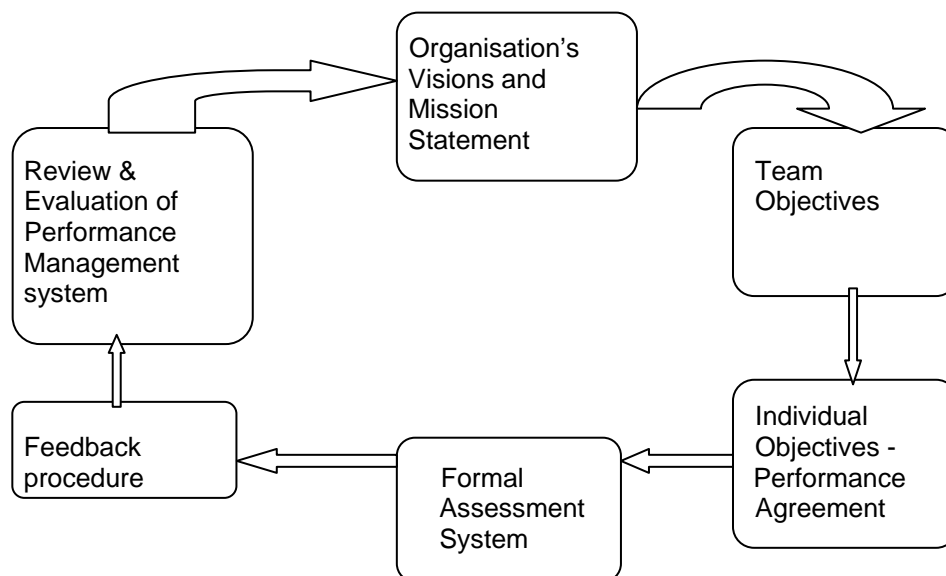 Organisation’s
Visions and
Mission
Statement
Team
Objectives
Individual
Objectives -
Performance
Agreement
Formal
Assessment
System
Feedback
procedure
Review &
Evaluation of
Performance
Management
system